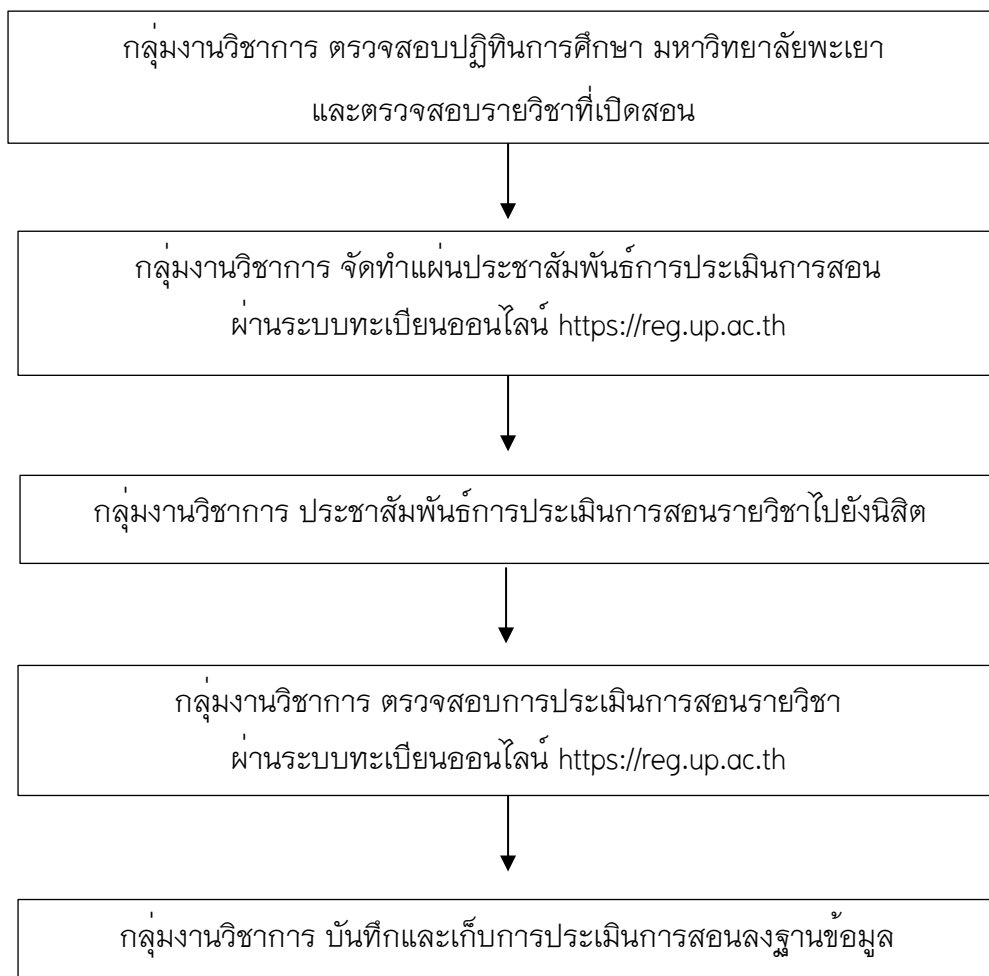 กลุ่มงานวิชาการ ตรวจสอบปฏิทินการศึกษา มหาวิทยาลัยพะเยา
และตรวจสอบรายวิชาที่เปิดสอน
กลุ่มงานวิชาการ จัดทำแผ่นประชาสัมพันธ์การประเมินการสอน
ผ่านระบบทะเบียนออนไลน์ https://reg.up.ac.th
กลุ่มงานวิชาการ ประชาสัมพันธ์การประเมินการสอนรายวิชาไปยังนิสิต
กลุ่มงานวิชาการ ตรวจสอบการประเมินการสอนรายวิชา
ผ่านระบบทะเบียนออนไลน์ https://reg.up.ac.th
กลุ่มงานวิชาการ บันทึกและเก็บการประเมินการสอนลงฐานข้อมูล